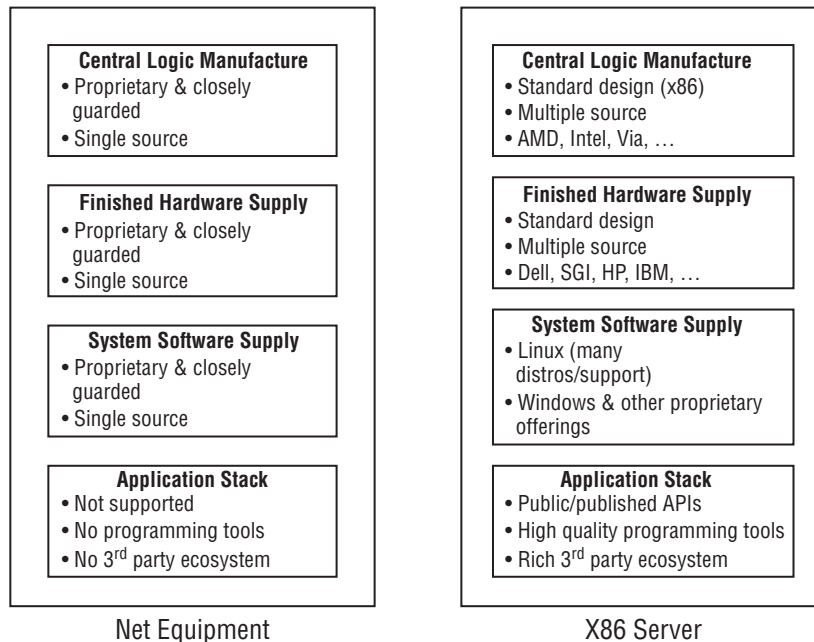 Central Logic Manufacture
• Proprietary & closely
guarded
• Single source
Finished Hardware Supply
• Proprietary & closely
guarded
• Single source
System Software Supply
• Proprietary & closely
guarded
• Single source
Application Stack
• Not supported
• No programming tools
• No 3rd party ecosystem
Net Equipment
Central Logic Manufacture
• Standard design (x86)
• Multiple source
• AMD, Intel, Via, …
Finished Hardware Supply
• Standard design
• Multiple source
• Dell, SGI, HP, IBM, …
System Software Supply
• Linux (many
distros/support)
• Windows & other proprietary
offerings
Application Stack
• Public/published APIs
• High quality programming tools
• Rich 3rd party ecosystem
X86 Server